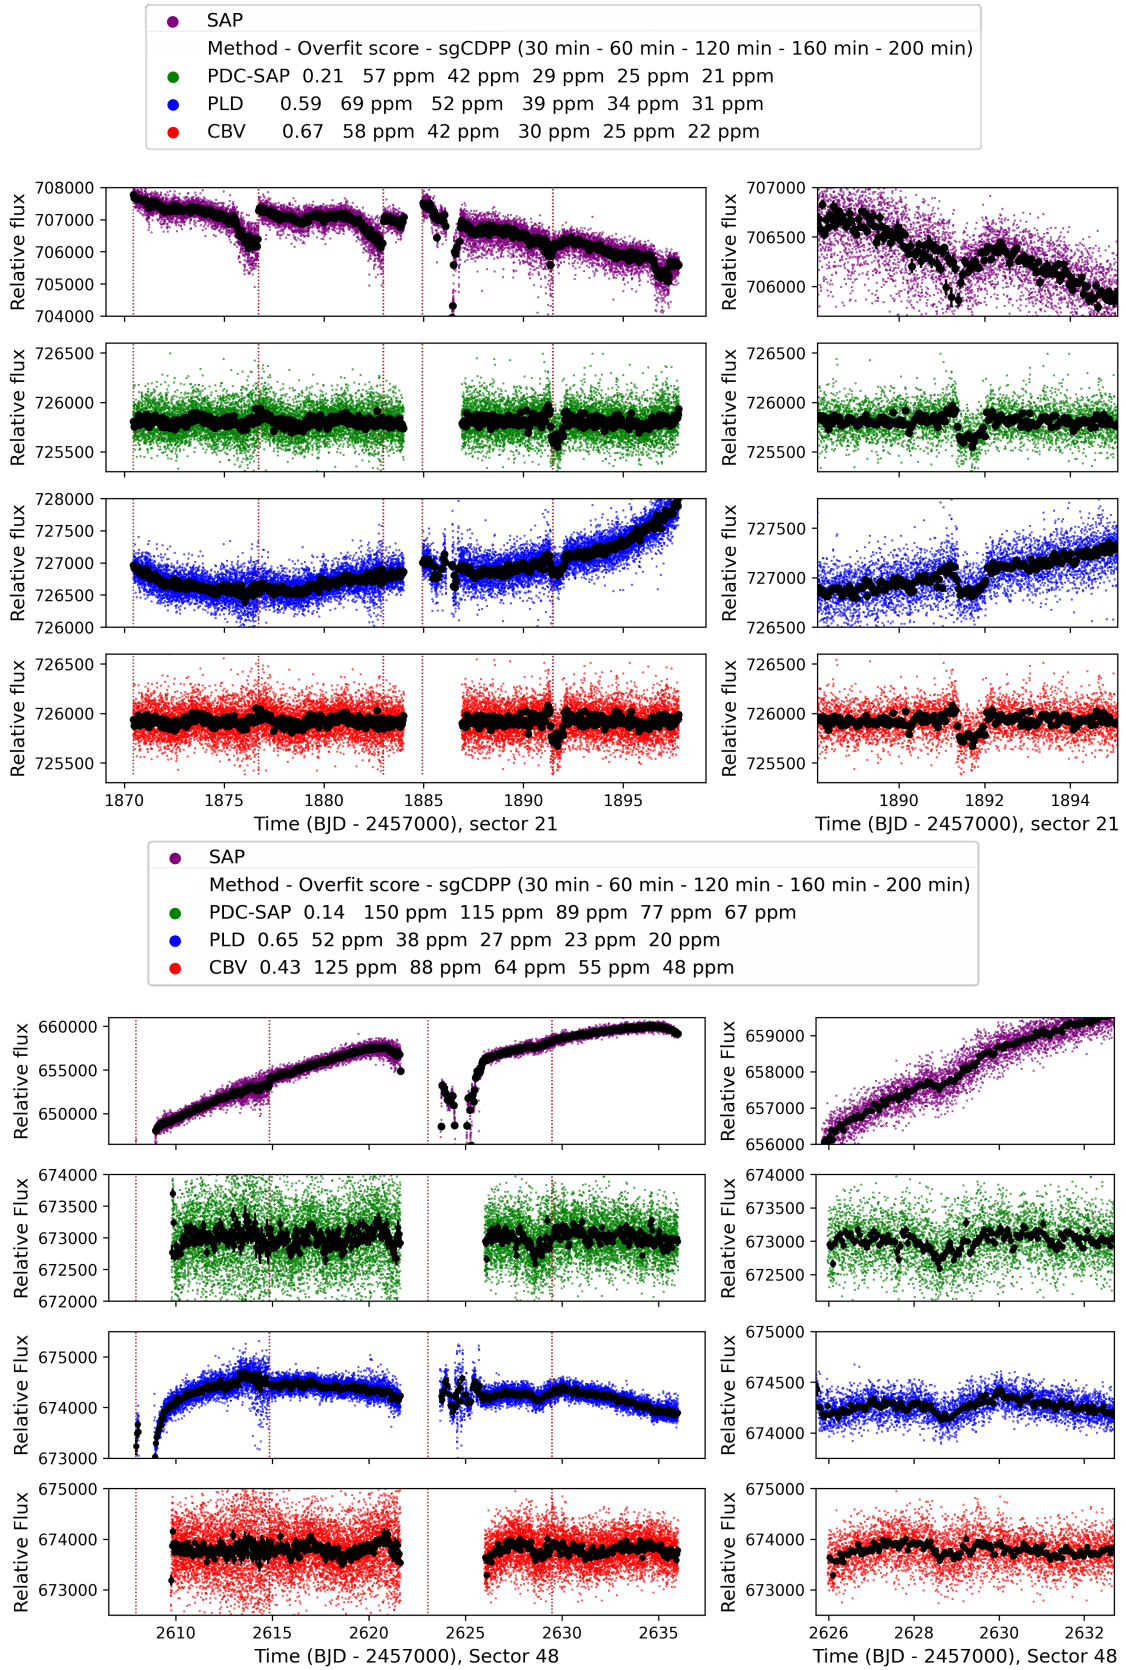 SAP
Method - Overfit score - sgCDPP (30 min - 60 min - 120 min - 160 min - 200 min)
PDC-SAP 0.21 57 ppm 42 ppm 29 ppm 25 ppm 21 ppm
PLD 0.59 69 ppm 52 ppm 39 ppm 34 ppm 31 ppm
CBV 0.67 58 ppm 42 ppm 30 ppm 25 ppm 22 ppm
Relative flux
708000
707000
706000
705000
704000
Relative flux
707000
706500
706000
Relative flux
726500
726000
725500
Relative flux
726500
726000
725500
Relative flux
728000
727500
727000
726500
726000
Relative flux
727500
727000
726500
Relative flux
726500
726000
725500
Relative flux
726500
726000
725500
1870 1875 1880 1885 1890 1895
Time (BJD - 2457000), sector 21
1890 1892 1894
Time (BJD - 2457000), sector 21
SAP
Method - Overfit score - sgCDPP (30 min - 60 min - 120 min - 160 min - 200 min)
PDC-SAP 0.14 150 ppm 115 ppm 89 ppm 77 ppm 67 ppm
PLD 0.65 52 ppm 38 ppm 27 ppm 23 ppm 20 ppm
CBV 0.43 125 ppm 88 ppm 64 ppm 55 ppm 48 ppm
Relative flux
660000
655000
650000
Relative Flux
659000
658000
657000
656000
Relative Flux
674000
673500
673000
672500
672000
Relative Flux
674000
673500
673000
672500
Relative Flux
675000
674000
673000
Relative Flux
675000
674500
674000
Relative Flux
675000
674000
673000
Relative Flux
675000
674000
673000
2610 2615 2620 2625 2630 2635
Time (BJD - 2457000), Sector 48
2626 2628 2630 2632
Time (BJD - 2457000), Sector 48